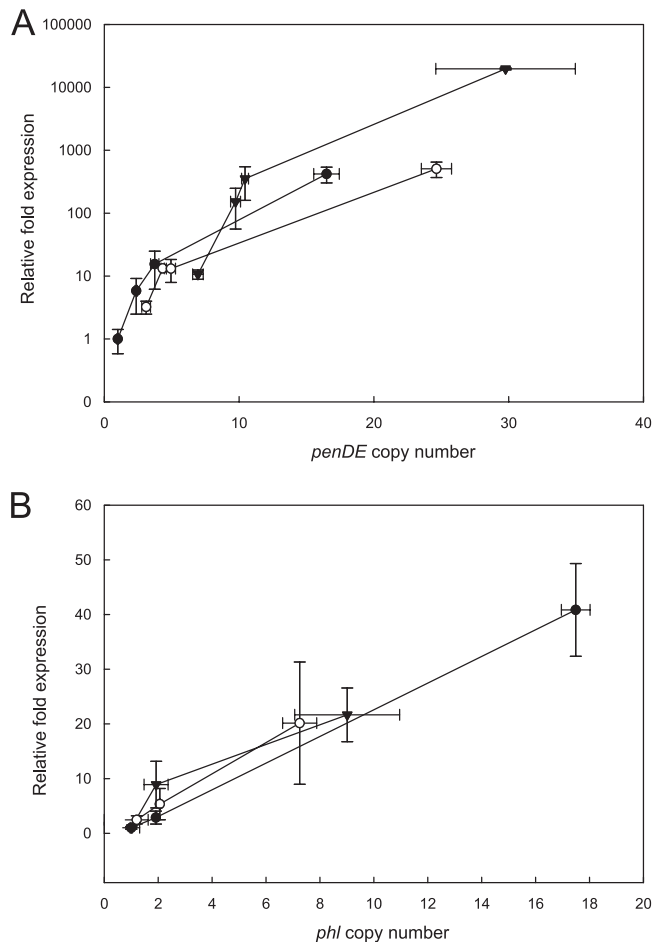 A
100000
10000
1000
100
10
1
0
Relative fold expression
0 10 20 30 40
penDE copy number
B
60
50
40
30
20
10
0
Relative fold expression
0 2 4 6 8 10 12 14 16 18 20
phl copy number